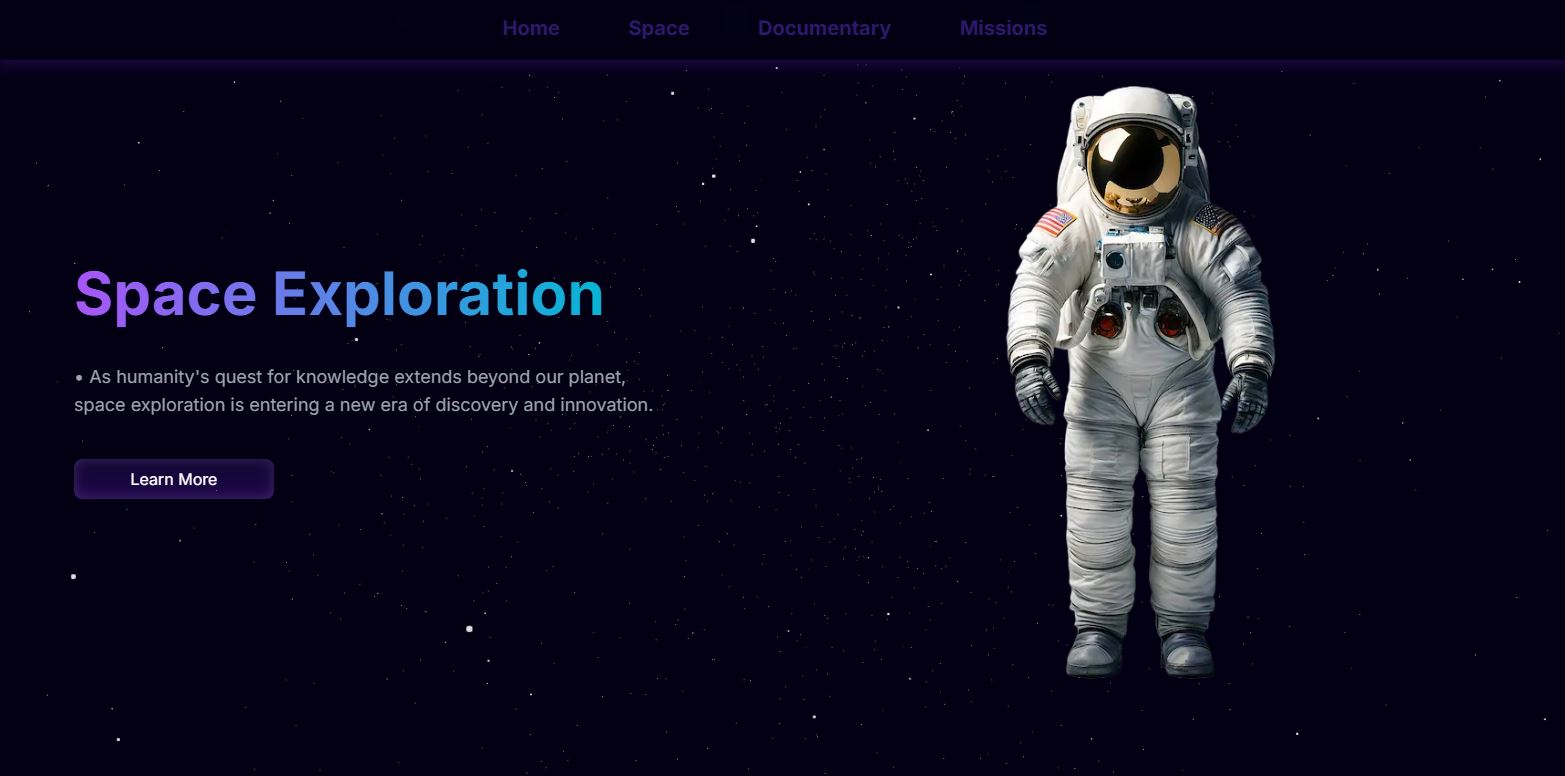 Home Space Documentary Missions
Space Exploration
• As humanity's quest for knowledge extends beyond our planet,
space exploration is entering a new era of discovery and innovation.
Learn More